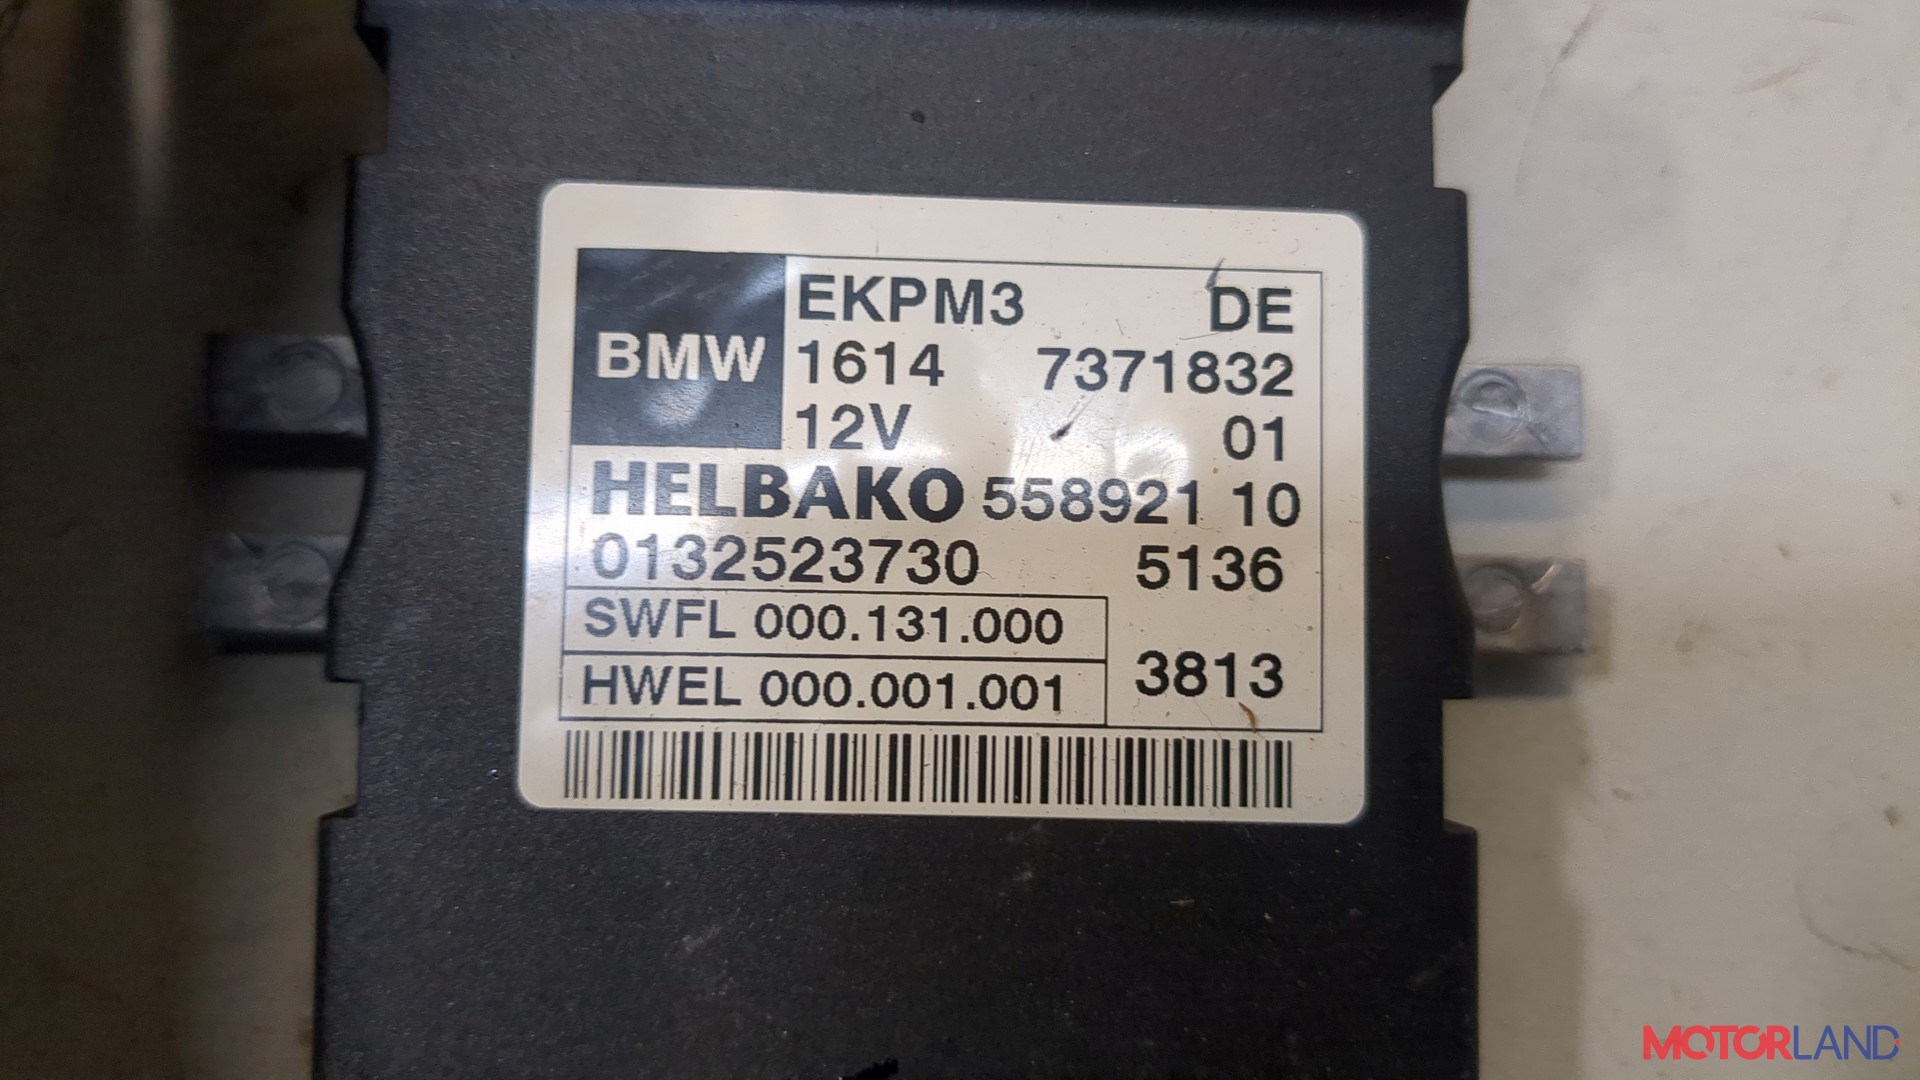 BMW
EKPM3 DE
1614 7371832
12V 01
HELBAKO 558921 10
0132523730 5136
SWFL 000.131.000
HWEL 000.001.001
3813
MOTORLAND